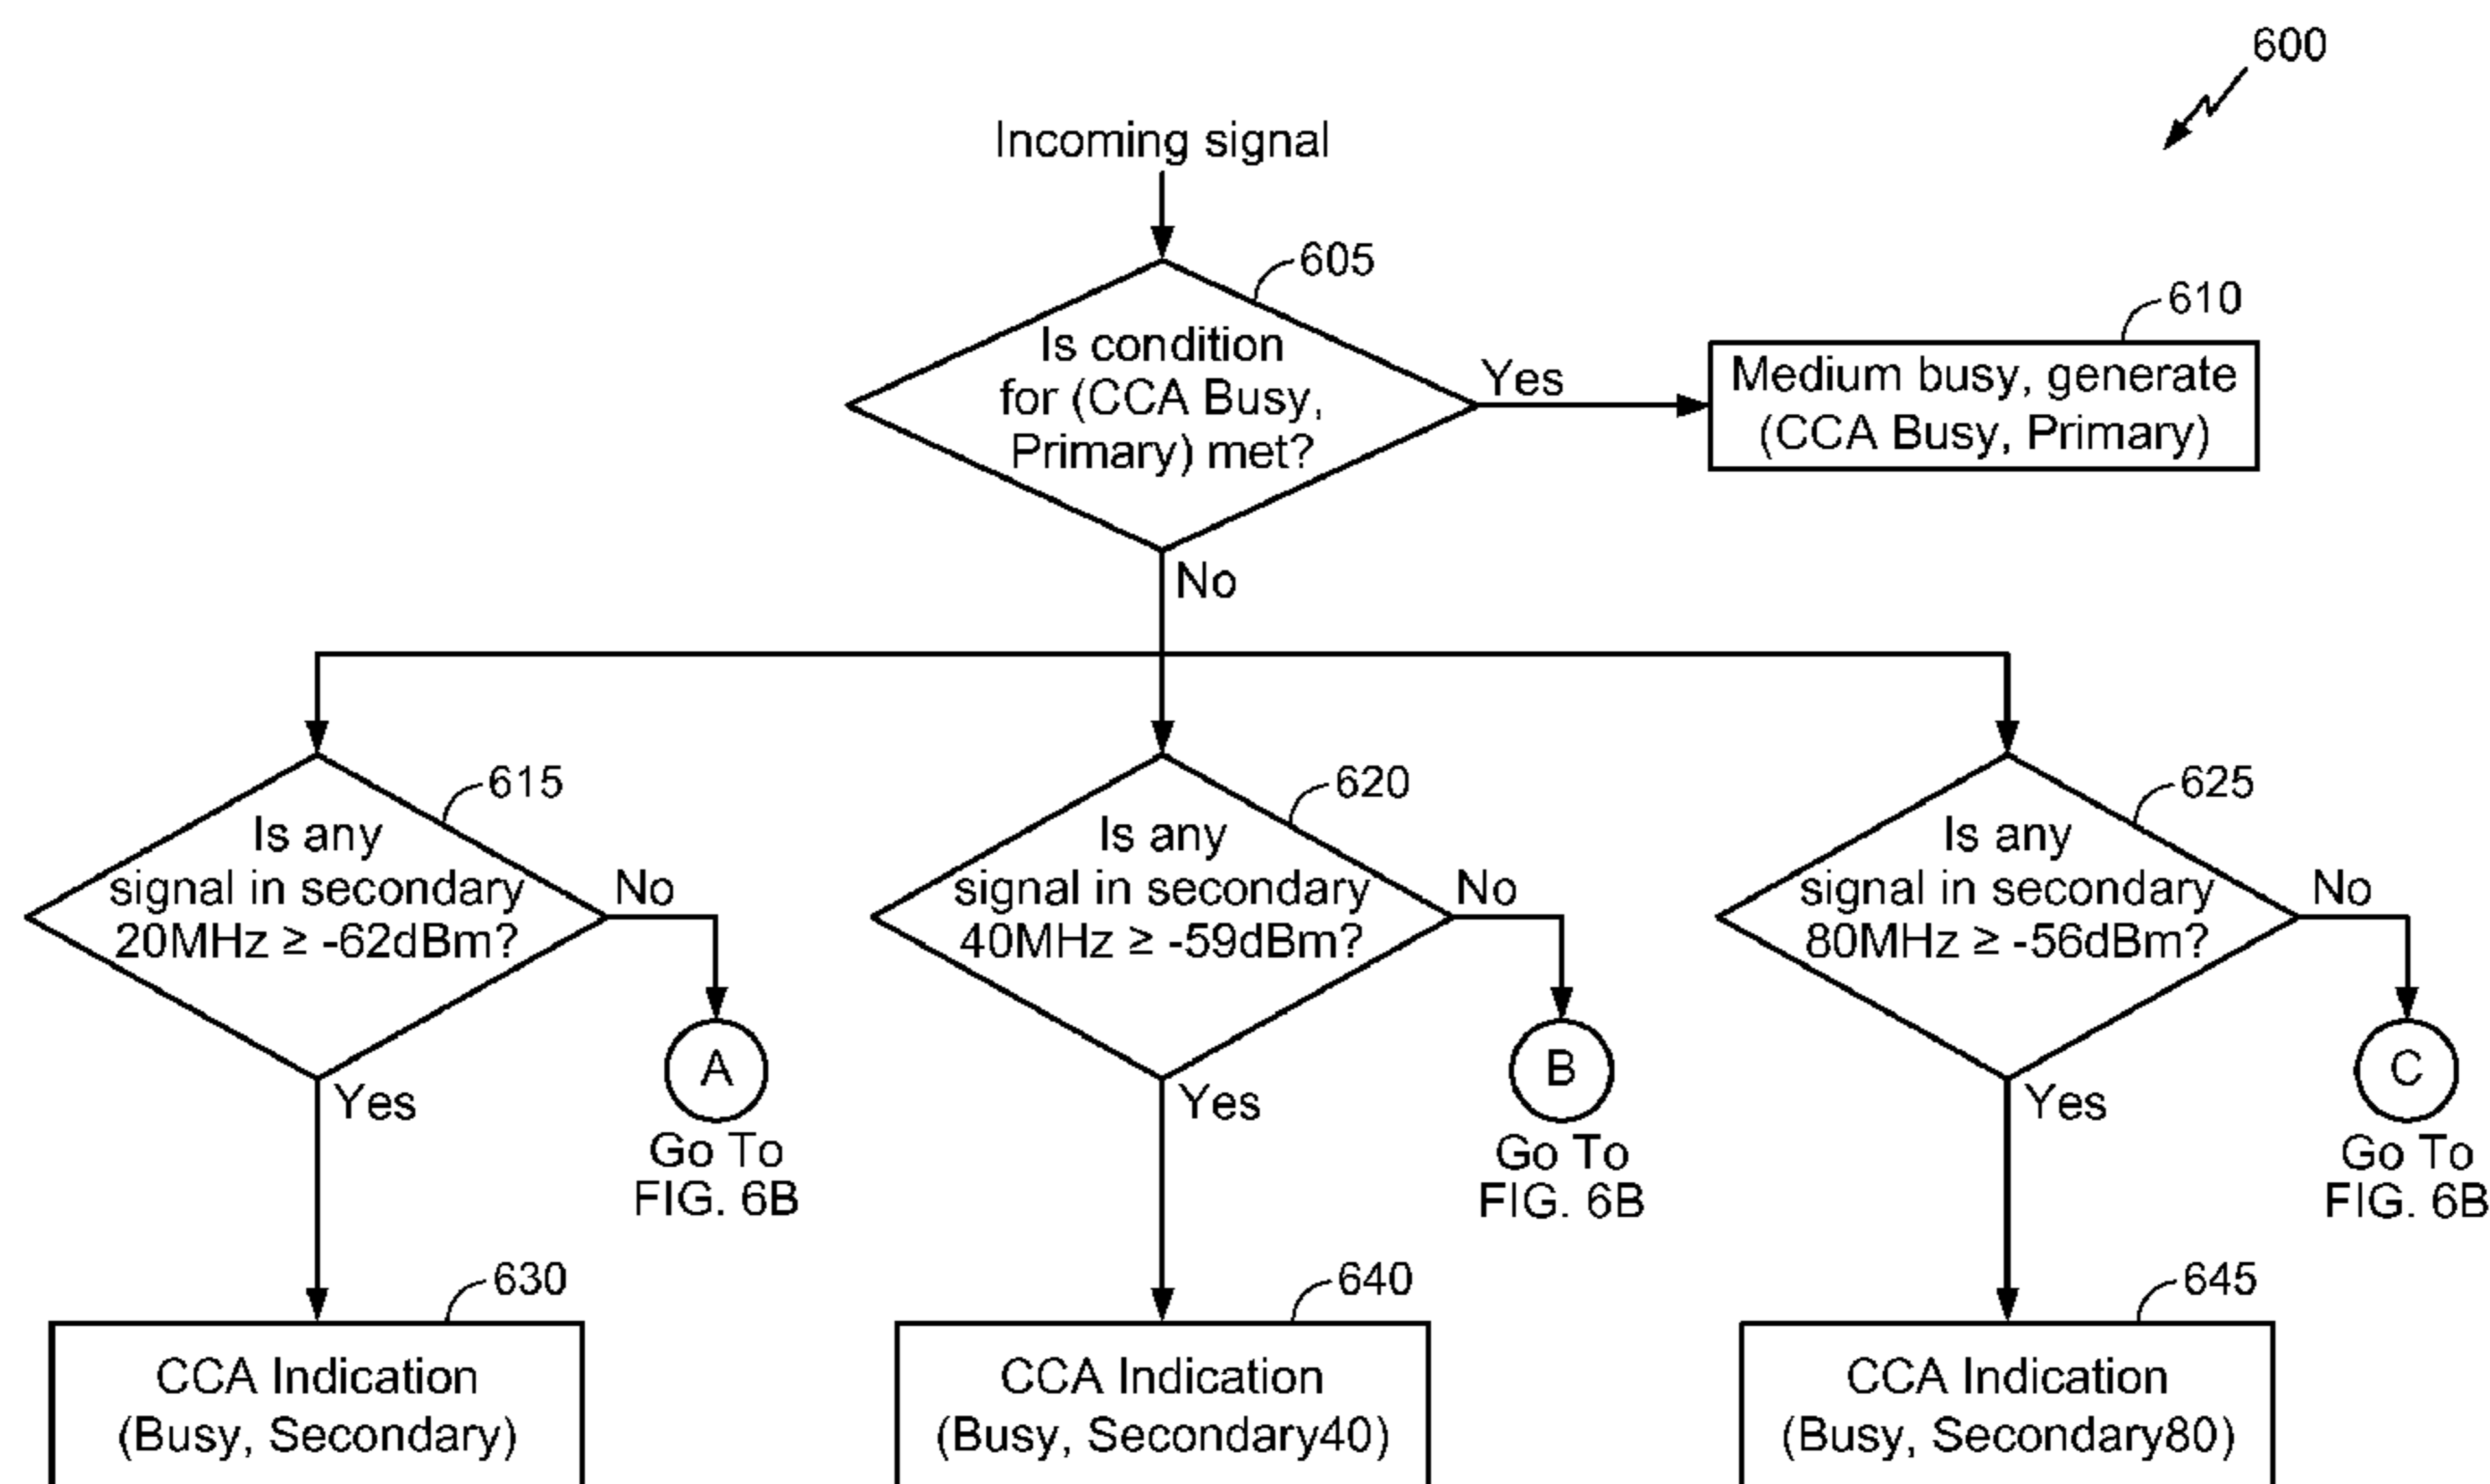 600
Incoming signal
605
Is condition
for (CCA Busy,
Primary) met?
Yes
610
Medium busy, generate
(CCA Busy, Primary)
No
615
Is any
signal in secondary
20MHz ≥ -62dBm?
No
A
Go To
FIG. 6B
Yes
620
Is any
signal in secondary
40MHz ≥ -59dBm?
No
B
Go To
FIG. 6B
Yes
625
Is any
signal in secondary
80MHz ≥ -56dBm?
No
C
Go To
FIG. 6B
Yes
630
CCA Indication
(Busy, Secondary)
640
CCA Indication
(Busy, Secondary40)
645
CCA Indication
(Busy, Secondary80)